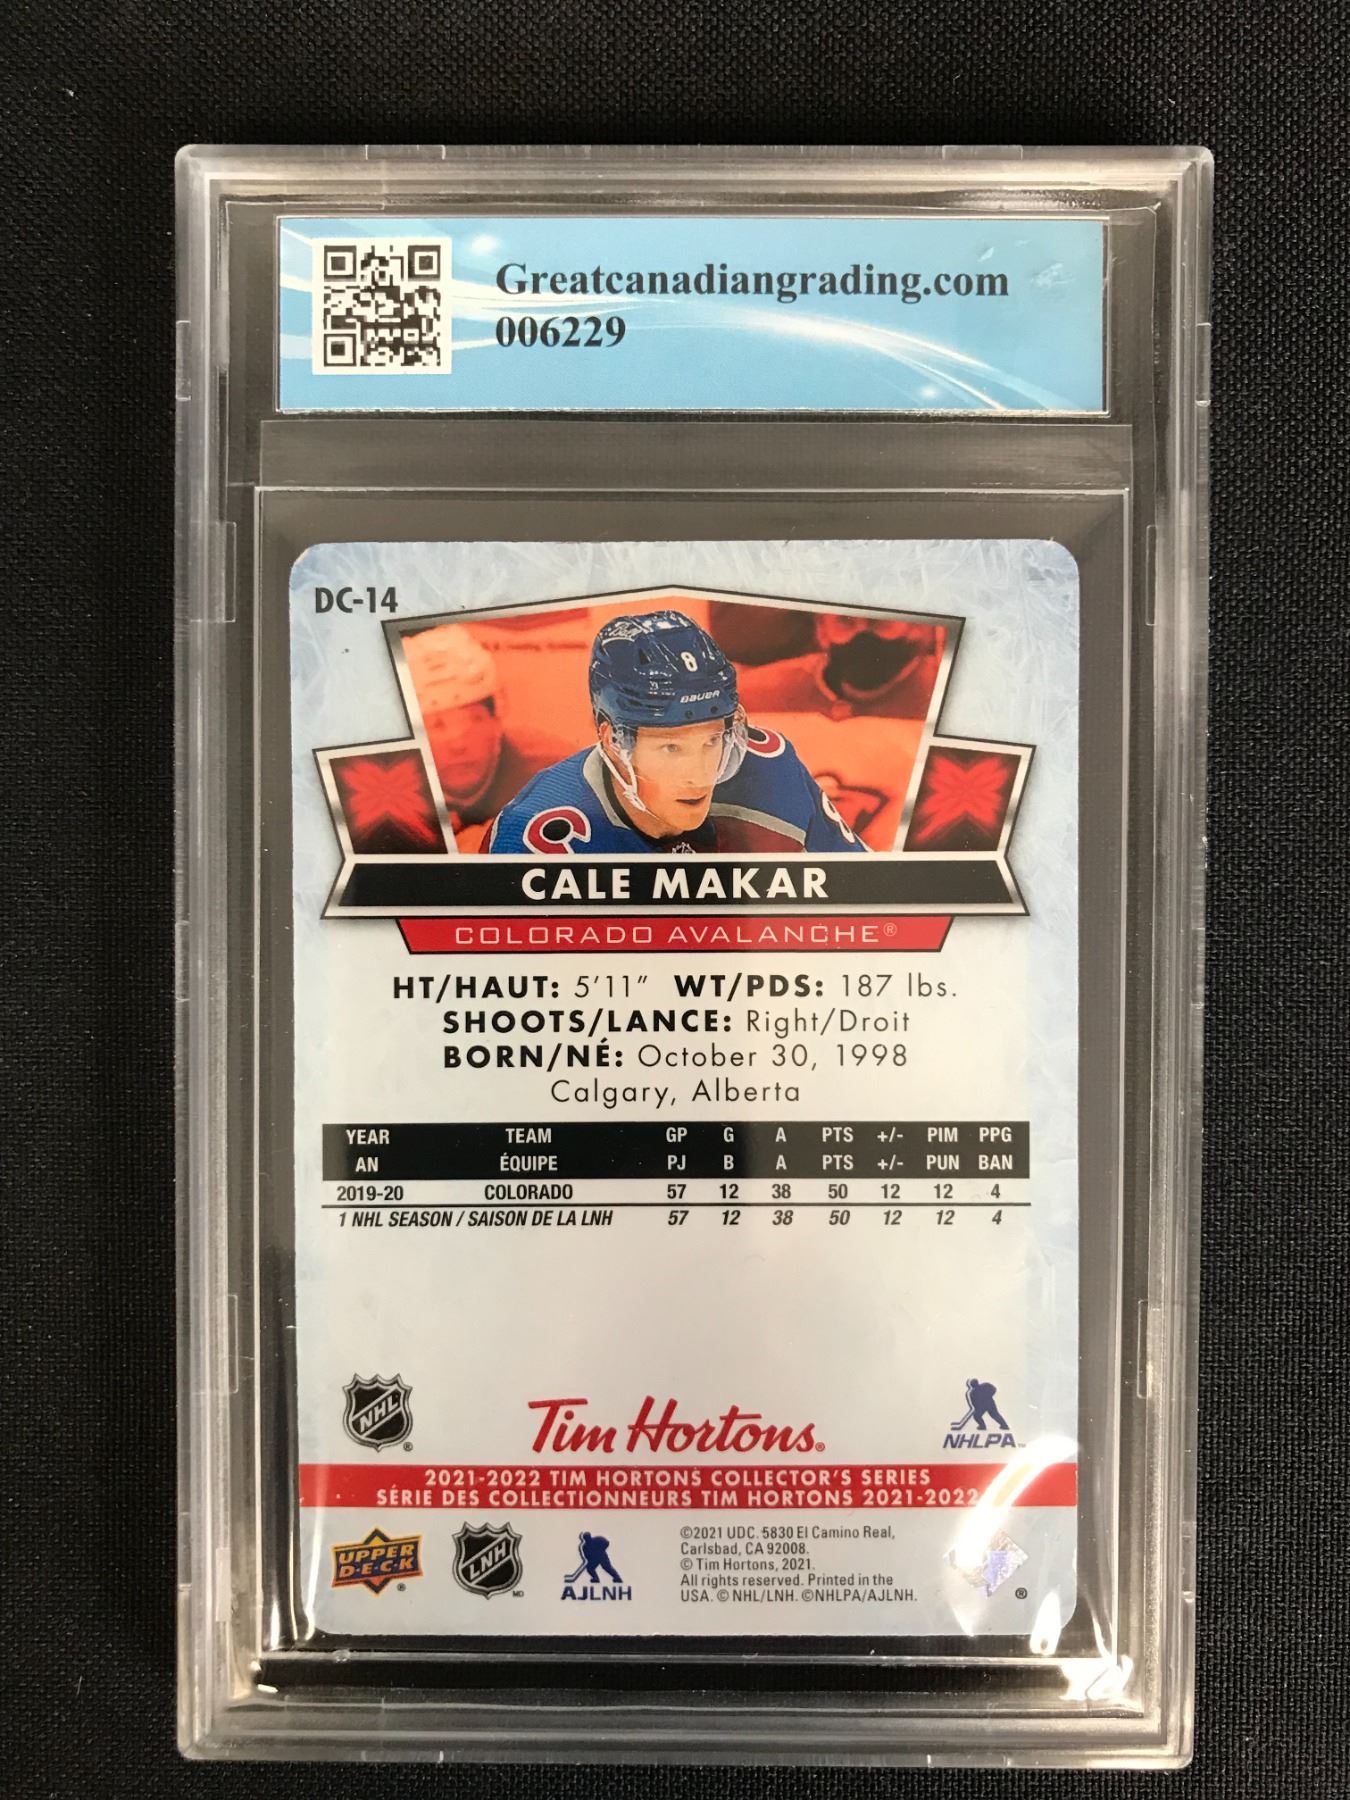 Greatcanadiangrading.com
006229
DC-14
8
BAUER
CALE MAKAR
COLORADO AVALANCHE®
HT/HAUT: 5'11" WT/PDS: 187 lbs.
SHOOTS/LANCE: Right/Droit
BORN/NÉ: October 30, 1998
Calgary, Alberta
YEAR TEAM GP G A PTS +/- PIM PPG
AN ÉQUIPE PJ B A PTS +/- PUN BAN
2019-20 COLORADO 57 12 38 50 12 12 4
1 NHL SEASON / SAISON DE LA LNH 57 12 38 50 12 12 4
NHL ®
Tim Hortons®
NHLPA™
2021-2022 TIM HORTONS COLLECTOR'S SERIES
SÉRIE DES COLLECTIONNEURS TIM HORTONS 2021-2022
UPPER
D·E·C·K ®
LNH MD
AJLNH
©2021 UDC. 5830 El Camino Real,
Carlsbad, CA 92008.
© Tim Hortons, 2021.
All rights reserved. Printed in the
USA. © NHL/LNH. ©NHLPA/AJLNH.
®